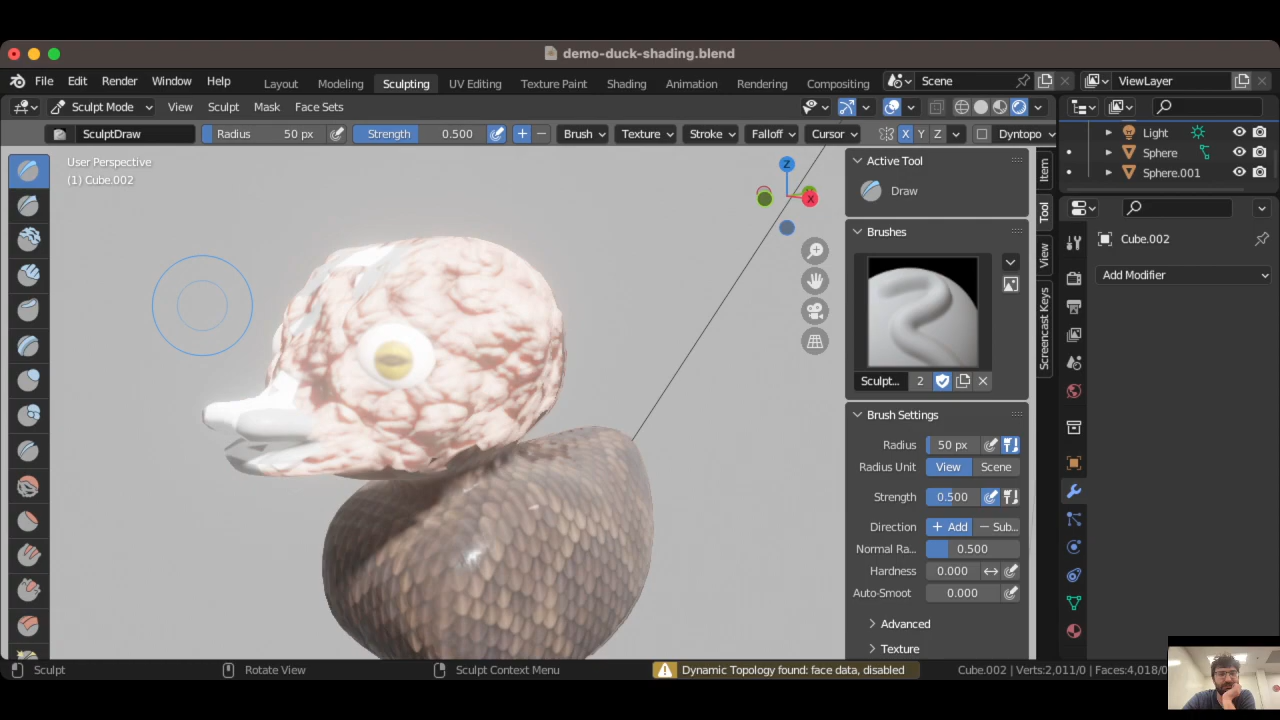 demo-duck-shading.blend
File Edit Render Window Help Layout Modeling Sculpting UV Editing Texture Paint Shading Animation Rendering Compositing Scene ViewLayer
Sculpt Mode View Sculpt Mask Face Sets
SculptDraw Radius 50 px Strength 0.500 Brush Texture Stroke Falloff Cursor X Y Z Dyntopo
Light
Sphere
Sphere.001
User Perspective
(1) Cube.002
Z
X
Active Tool
Draw
Brushes
Sculpt... 2
Brush Settings
Radius 50 px
Radius Unit View Scene
Strength 0.500
Direction + Add − Sub...
Normal Ra... 0.500
Hardness 0.000
Auto-Smoot 0.000
Advanced
Texture
Item
Tool
View
Screencast Keys
Cube.002
Add Modifier
Sculpt Rotate View Sculpt Context Menu Dynamic Topology found: face data, disabled Cube.002 | Verts:2,011/0 | Faces:4,018/0